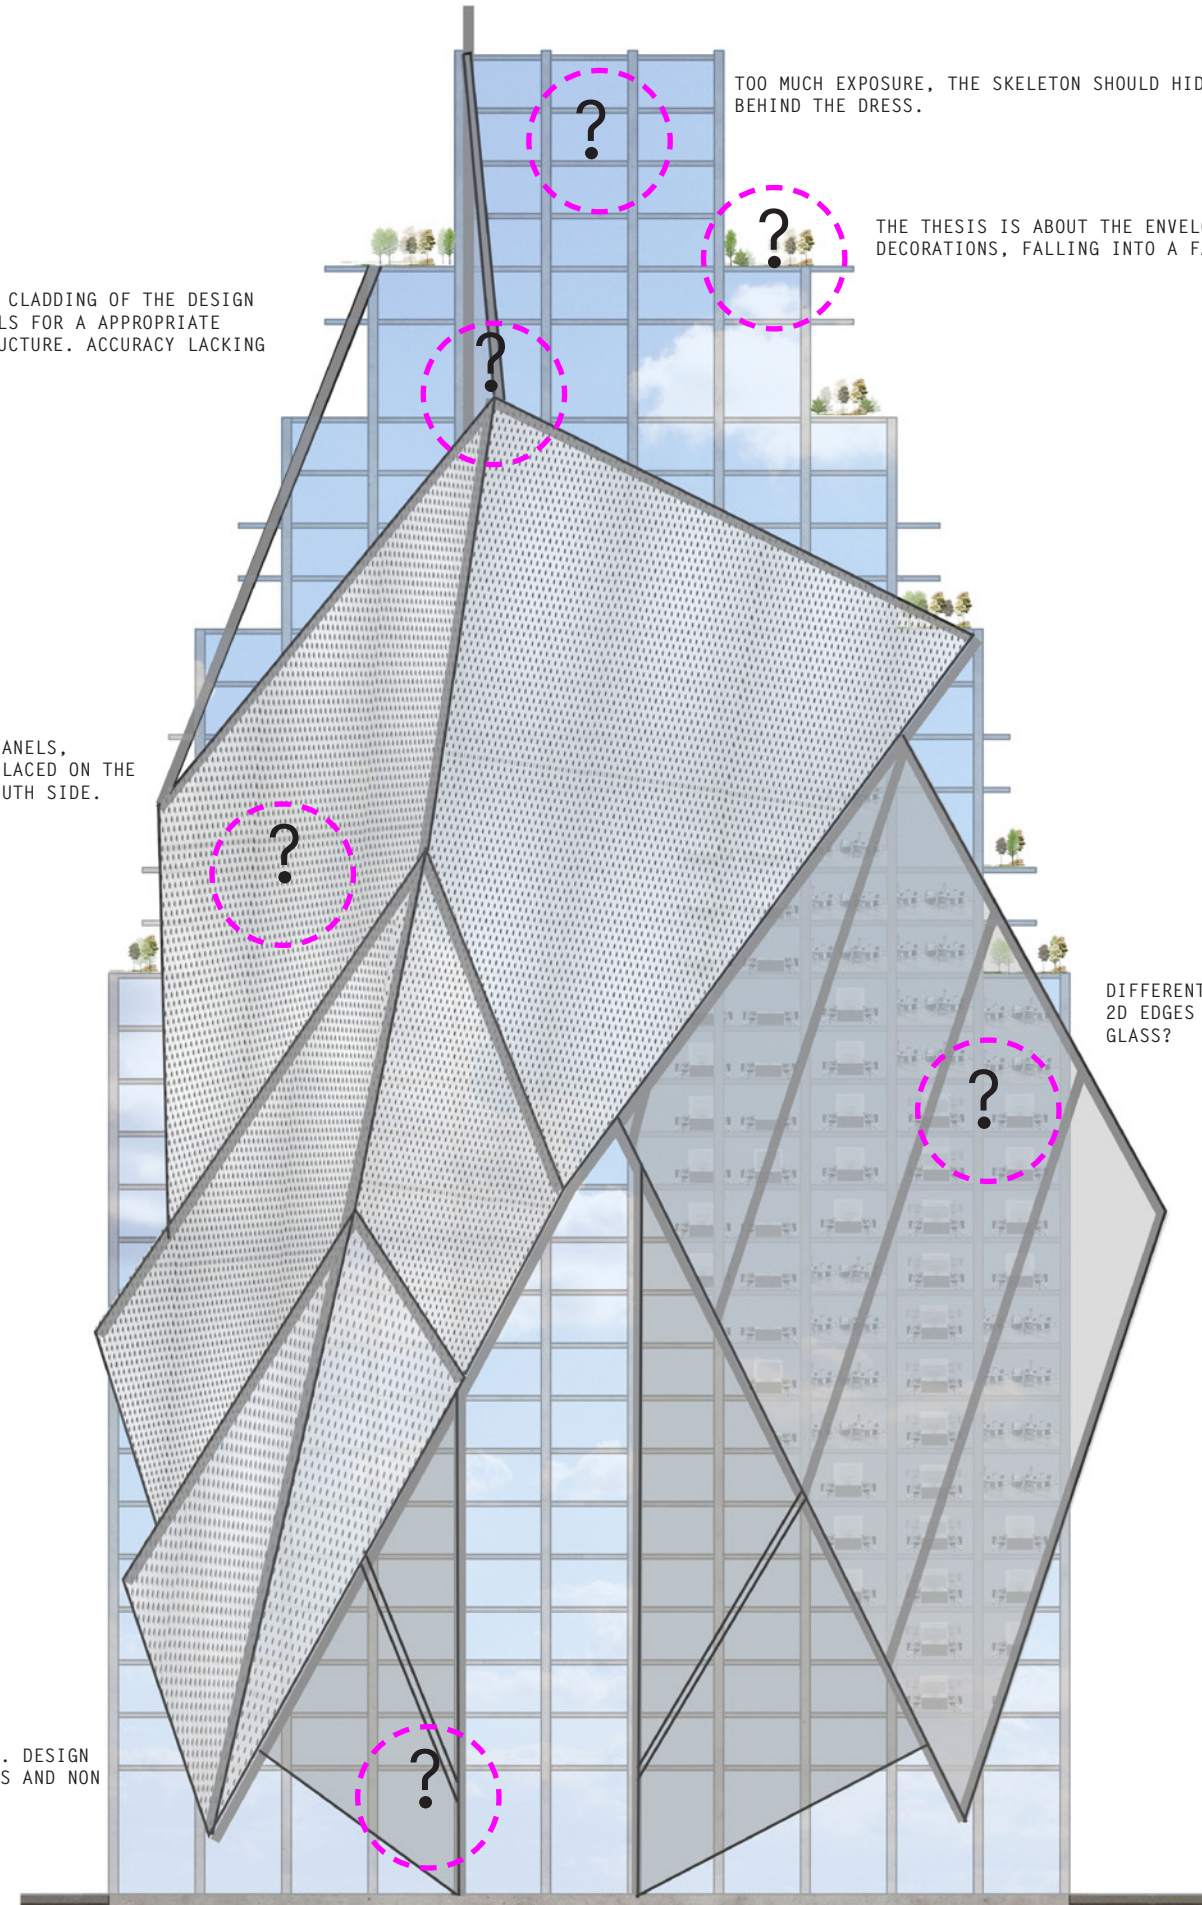 TOO MUCH EXPOSURE, THE SKELETON SHOULD HID
BEHIND THE DRESS.
?
?
THE THESIS IS ABOUT THE ENVEL
DECORATIONS, FALLING INTO A F
CLADDING OF THE DESIGN
LS FOR A APPROPRIATE
UCTURE. ACCURACY LACKING
?
ANELS,
LACED ON THE
UTH SIDE.
?
DIFFERENT
2D EDGES
GLASS?
?
. DESIGN
S AND NON
?